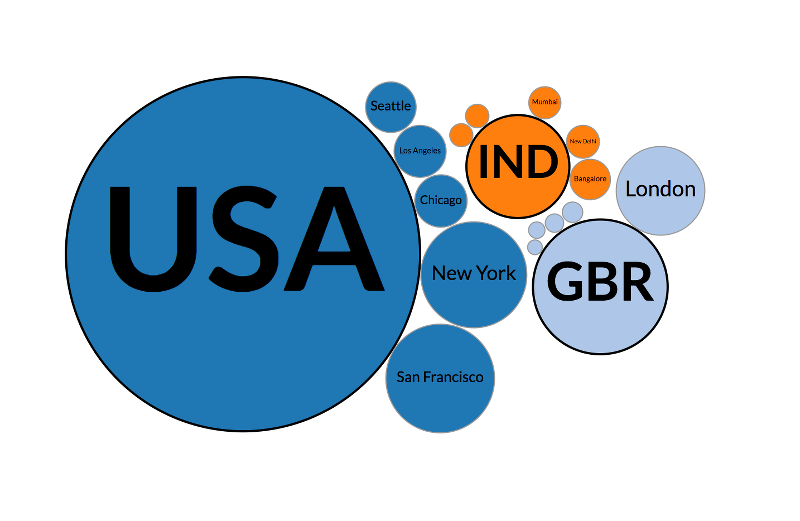 USA
Seattle
Los Angeles
Chicago
New York
San Francisco
IND
Mumbai
New Delhi
Bangalore
GBR
London